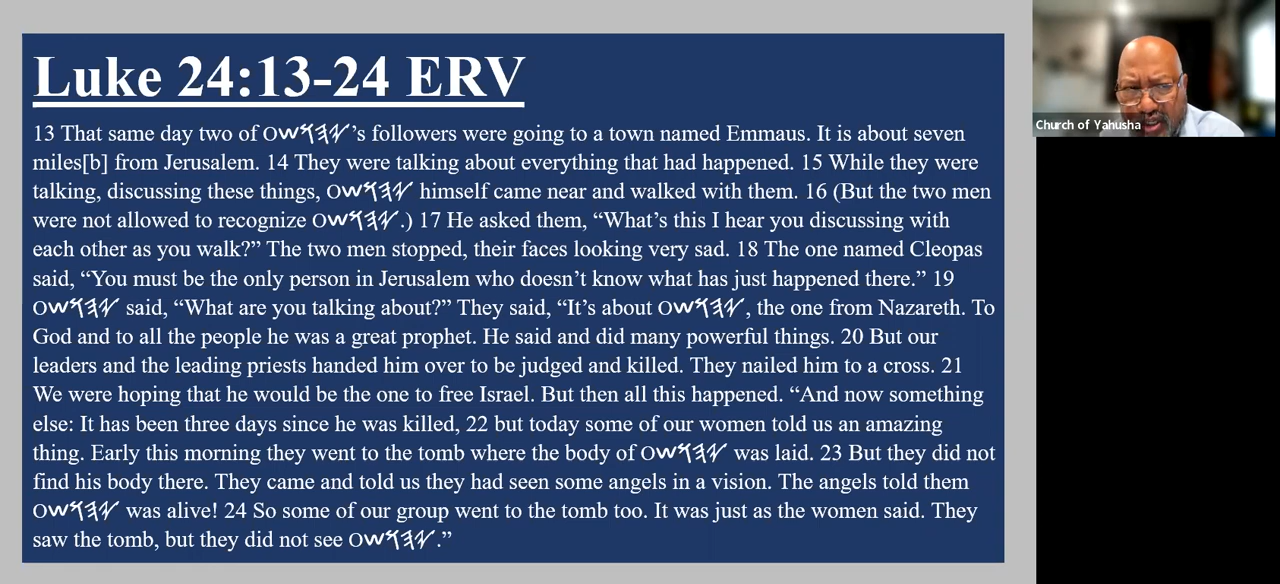 Luke 24:13-24 ERV
13 That same day two of 𐤉𐤄𐤅𐤔𐤏’s followers were going to a town named Emmaus. It is about seven
miles[b] from Jerusalem. 14 They were talking about everything that had happened. 15 While they were
talking, discussing these things, 𐤉𐤄𐤅𐤔𐤏 himself came near and walked with them. 16 (But the two men
were not allowed to recognize 𐤉𐤄𐤅𐤔𐤏.) 17 He asked them, “What’s this I hear you discussing with
each other as you walk?” The two men stopped, their faces looking very sad. 18 The one named Cleopas
said, “You must be the only person in Jerusalem who doesn’t know what has just happened there.” 19
𐤉𐤄𐤅𐤔𐤏 said, “What are you talking about?” They said, “It’s about 𐤉𐤄𐤅𐤔𐤏, the one from Nazareth. To
God and to all the people he was a great prophet. He said and did many powerful things. 20 But our
leaders and the leading priests handed him over to be judged and killed. They nailed him to a cross. 21
We were hoping that he would be the one to free Israel. But then all this happened. “And now something
else: It has been three days since he was killed, 22 but today some of our women told us an amazing
thing. Early this morning they went to the tomb where the body of 𐤉𐤄𐤅𐤔𐤏 was laid. 23 But they did not
find his body there. They came and told us they had seen some angels in a vision. The angels told them
𐤉𐤄𐤅𐤔𐤏 was alive! 24 So some of our group went to the tomb too. It was just as the women said. They
saw the tomb, but they did not see 𐤉𐤄𐤅𐤔𐤏.”
Church of Yahusha